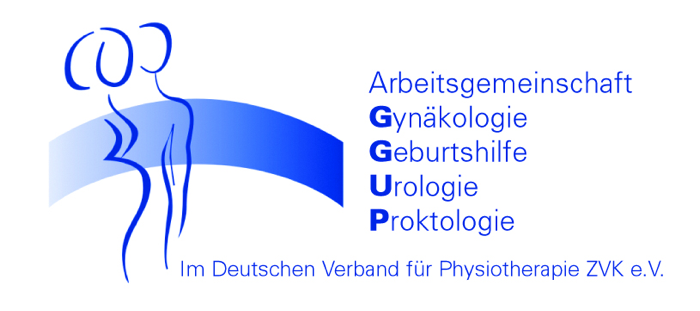 Arbeitsgemeinschaft
Gynäkologie
Geburtshilfe
Urologie
Proktologie
Im Deutschen Verband für Physiotherapie ZVK e.V.